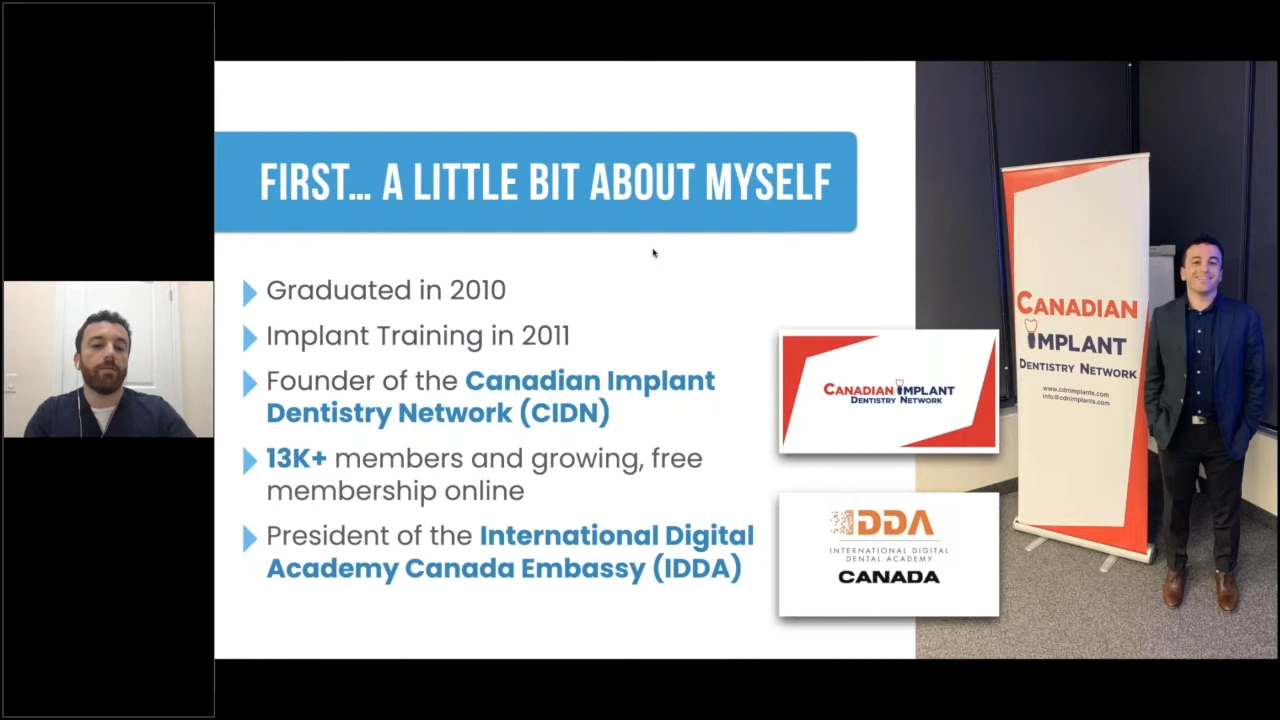 FIRST... A LITTLE BIT ABOUT MYSELF
Graduated in 2010
Implant Training in 2011
Founder of the Canadian Implant
Dentistry Network (CIDN)
13K+ members and growing, free
membership online
President of the International Digital
Academy Canada Embassy (IDDA)
CANADIAN IMPLANT
DENTISTRY NETWORK
IDDA
INTERNATIONAL DIGITAL
DENTAL ACADEMY
CANADA
CANADIAN
IMPLANT
DENTISTRY NETWORK
www.cdnimplants.com
info@cdnimplants.com